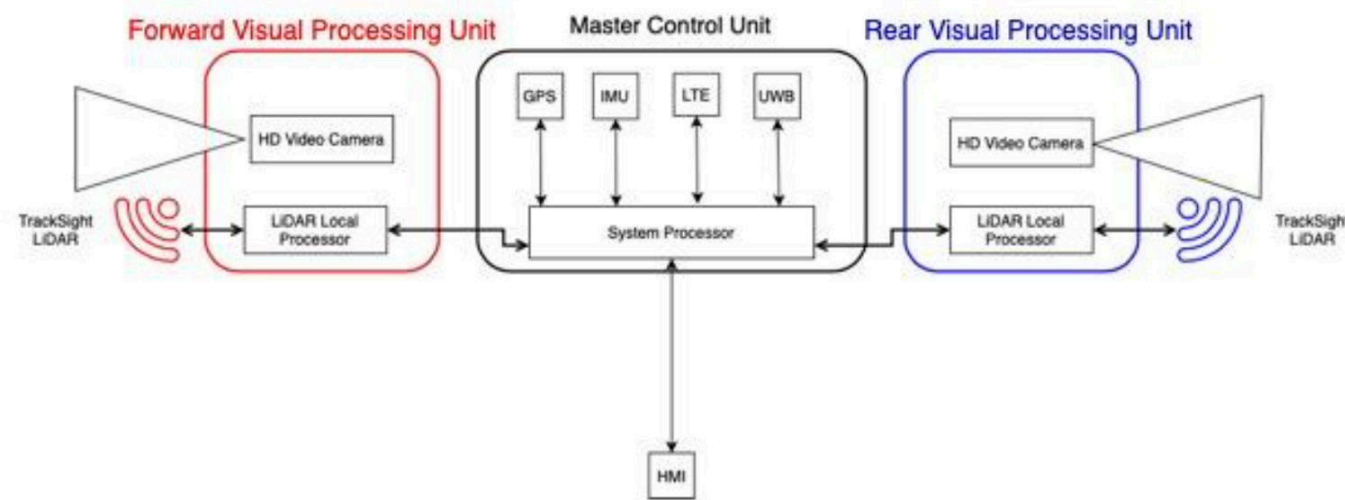 Forward Visual Processing Unit
Master Control Unit
Rear Visual Processing Unit
GPS
IMU
LTE
UWB
HD Video Camera
HD Video Camera
TrackSight
LiDAR
LiDAR Local
Processor
System Processor
LiDAR Local
Processor
TrackSight
LiDAR
HMI